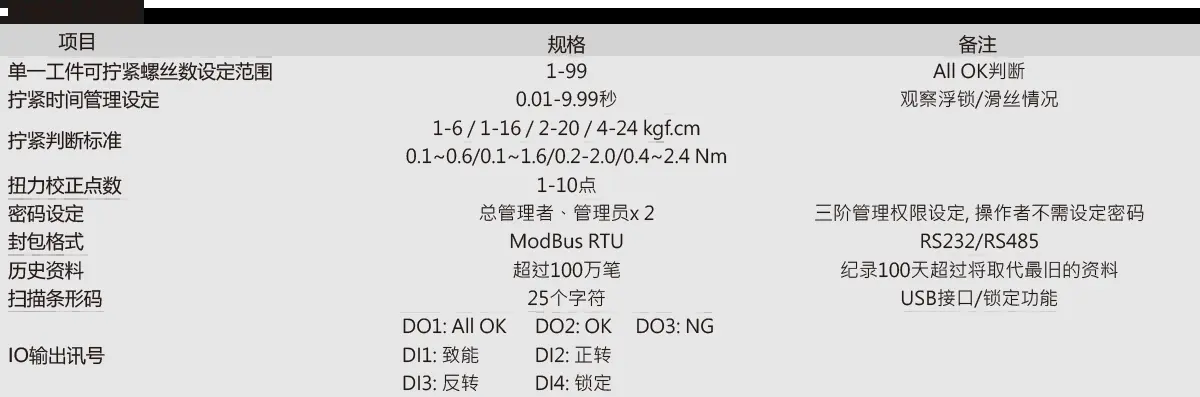 项目 规格 备注
单一工件可拧紧螺丝数设定范围 1-99 All OK判断
拧紧时间管理设定 0.01-9.99秒 观察浮锁/滑丝情况
拧紧判断标准 1-6 / 1-16 / 2-20 / 4-24 kgf.cm
0.1~0.6/0.1~1.6/0.2-2.0/0.4~2.4 Nm
扭力校正点数 1-10点
密码设定 总管理者、管理员x 2 三阶管理权限设定, 操作者不需设定密码
封包格式 ModBus RTU RS232/RS485
历史资料 超过100万笔 纪录100天超过将取代最旧的资料
扫描条形码 25个字符 USB接口/锁定功能
IO输出讯号 DO1: All OK DO2: OK DO3: NG
DI1: 致能 DI2: 正转
DI3: 反转 DI4: 锁定